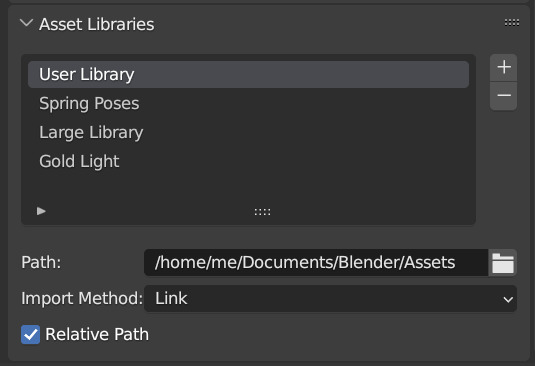 Asset Libraries
User Library
Spring Poses
Large Library
Gold Light
Path: /home/me/Documents/Blender/Assets
Import Method: Link
Relative Path